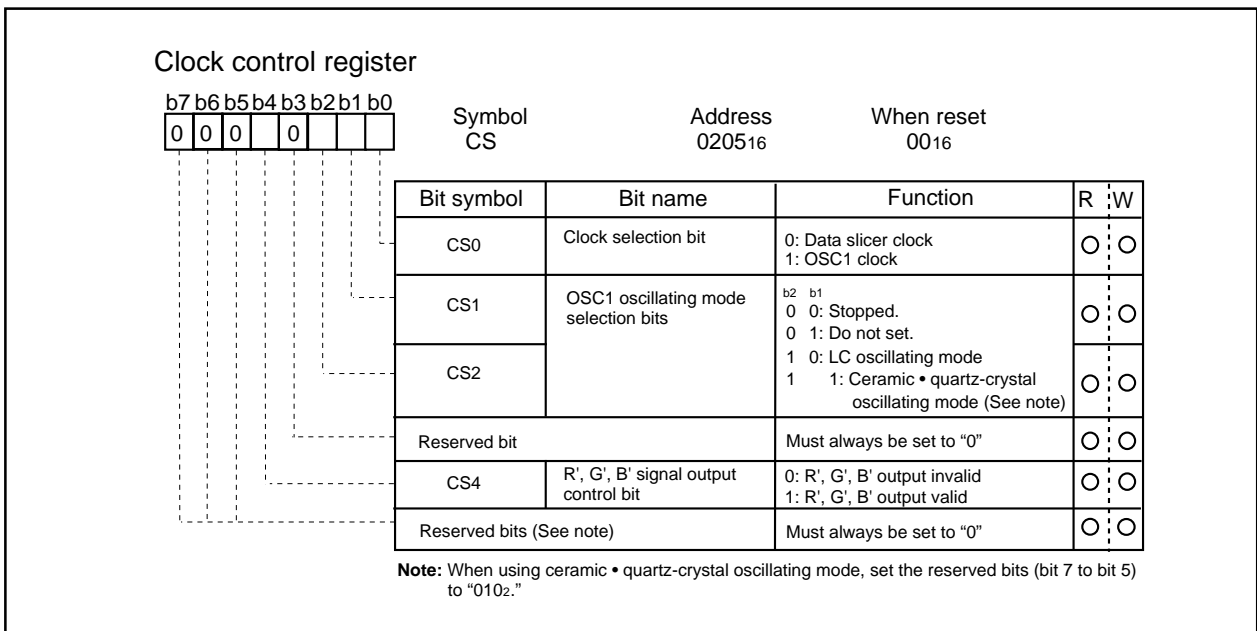 Clock control register
b7 b6 b5 b4 b3 b2 b1 b0
0 0 0 0
Symbol Address When reset
CS 020516 0016
Bit symbol Bit name Function R W
CS0 Clock selection bit 0: Data slicer clock
1: OSC1 clock
CS1 OSC1 oscillating mode selection bits
b2 b1
0 0: Stopped.
0 1: Do not set.
CS2 1 0: LC oscillating mode
1 1: Ceramic • quartz-crystal
oscillating mode (See note)
Reserved bit Must always be set to “0”
CS4 R', G', B' signal output control bit 0: R', G', B' output invalid
1: R', G', B' output valid
Reserved bits (See note) Must always be set to “0”
Note: When using ceramic • quartz-crystal oscillating mode, set the reserved bits (bit 7 to bit 5)
to “0102.”